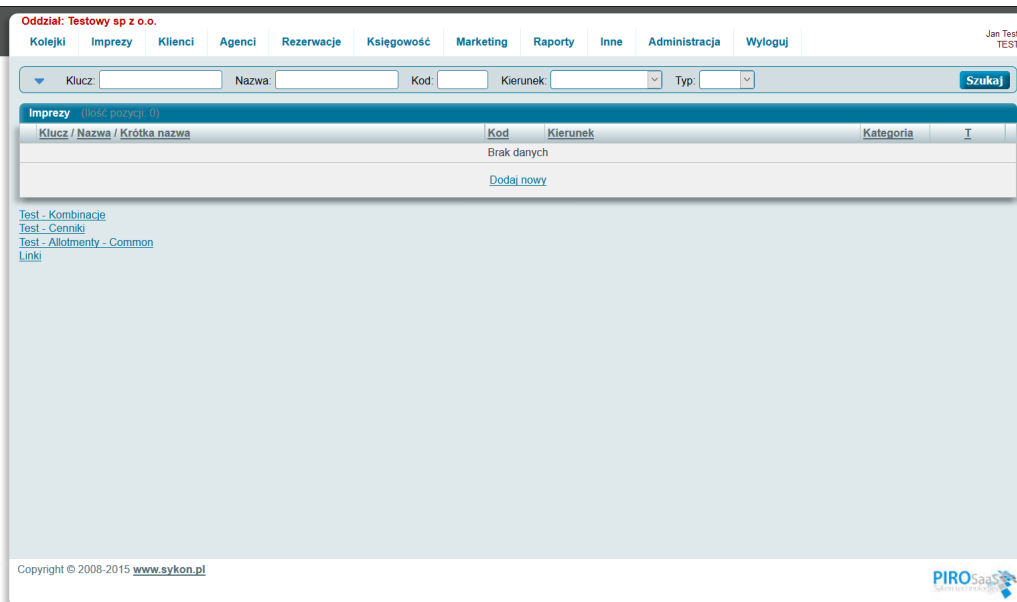 Oddział: Testowy sp z o.o.
Kolejki Imprezy Klienci Agenci Rezerwacje Księgowość Marketing Raporty Inne Administracja Wyloguj
Jan Test
TEST
Klucz: Nazwa: Kod: Kierunek: Typ: Szukaj
Imprezy (Ilość pozycji: 0)
Klucz / Nazwa / Krótka nazwa Kod Kierunek Kategoria T
Brak danych
Dodaj nowy
Test - Kombinacje
Test - Cenniki
Test - Allotmenty - Common
Linki
Copyright © 2008-2015 www.sykon.pl
PIROSaaS
Sykon technologies